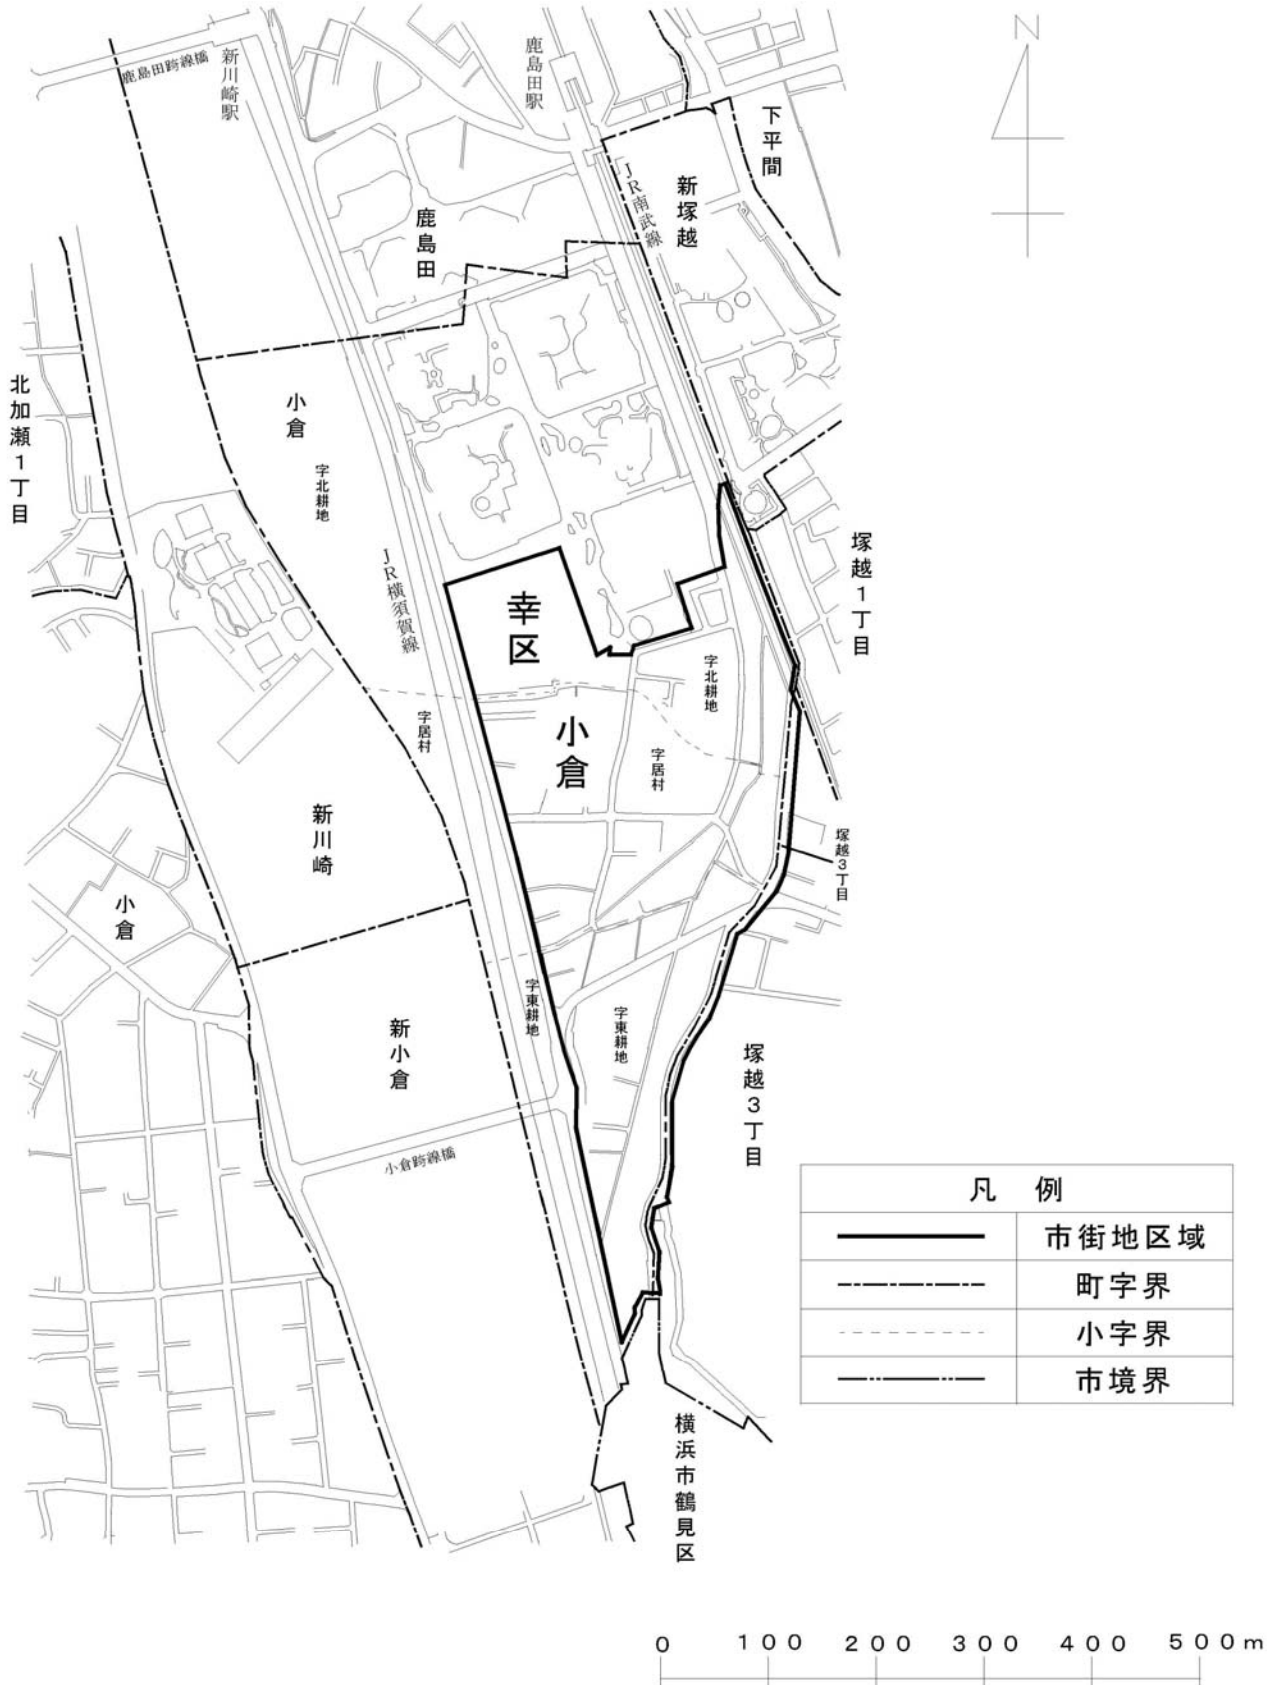 N
鹿島田跨線橋
新川崎駅
鹿島田駅
下平間
JR南武線
新塚越
鹿島田
北加瀬1丁目
小倉
字北耕地
JR横須賀線
塚越1丁目
幸区
字北耕地
字居村
小倉
字居村
新川崎
塚越3丁目
小倉
字東耕地
字東耕地
新小倉
塚越3丁目
小倉跨線橋
凡 例
市街地区域
町字界
小字界
市境界
横浜市鶴見区
0 100 200 300 400 500m